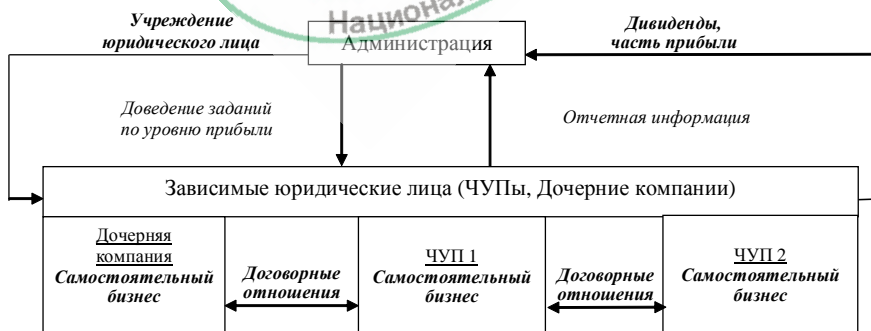 Национа
Учреждение
юридического лица
Администрация
Дивиденды,
часть прибыли
Доведение заданий
по уровню прибыли
Отчетная информация
Зависимые юридические лица (ЧУПы, Дочерние компании)
Дочерняя
компания
Самостоятельный
бизнес
Договорные
отношения
ЧУП 1
Самостоятельный
бизнес
Договорные
отношения
ЧУП 2
Самостоятельный
бизнес